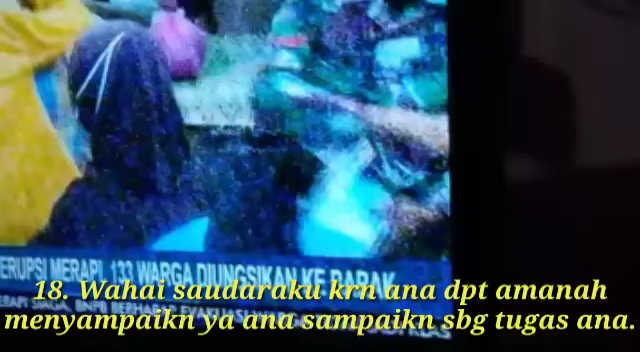 ERUPSI MERAPI, 133 WARGA DIUNGSIKAN KE BARAK
BNPB
18. Wahai saudaraku krn ana dpt amanah
menyampaikn ya ana sampaikn sbg tugas ana.